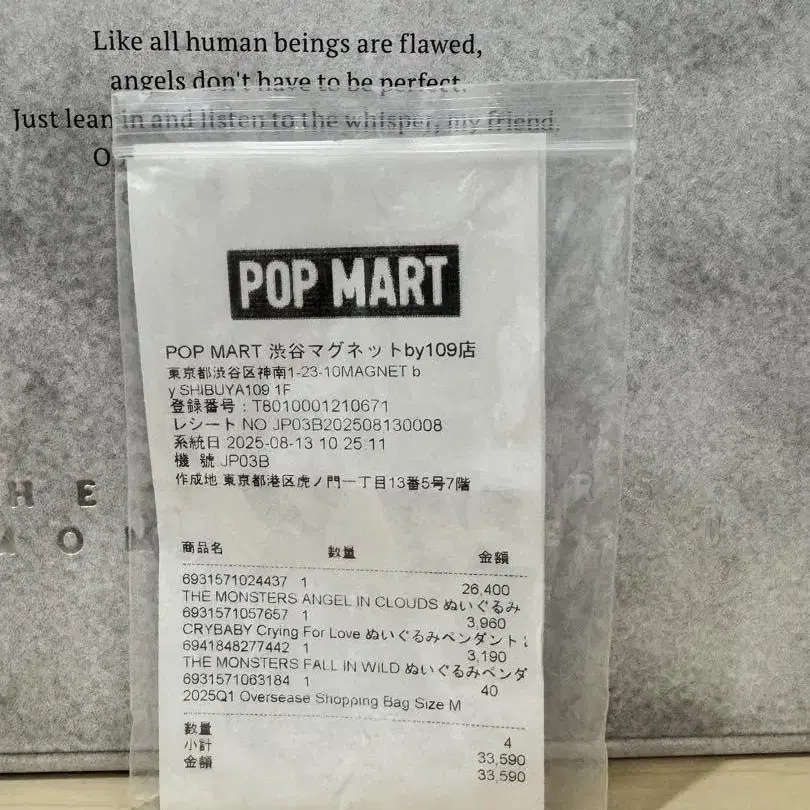 Like all human beings are flawed,
angels don't have to be perfect.
Just lean in and listen to the whisper, my friend.
O
POP MART
POP MART 渋谷マグネットby109店
東京都渋谷区神南1-23-10MAGNET b
y SHIBUYA109 1F
登録番号：T8010001210671
レシート NO JP03B202508130008
系統日 2025-08-13 10 25 11
機 號 JP03B
作成地 東京都港区虎ノ門一丁目13番5号7階
商品名 数量 金額
6931571024437 1 26,400
THE MONSTERS ANGEL IN CLOUDS ぬいぐるみ
6931571057657 1 3,960
CRYBABY Crying For Love ぬいぐるみペンダント
6941848277442 1 3,190
THE MONSTERS FALL IN WILD ぬいぐるみペンダ
6931571063184 1 40
2025Q1 Oversease Shopping Bag Size M
数量 4
小計 33,590
金額 33,590
HE